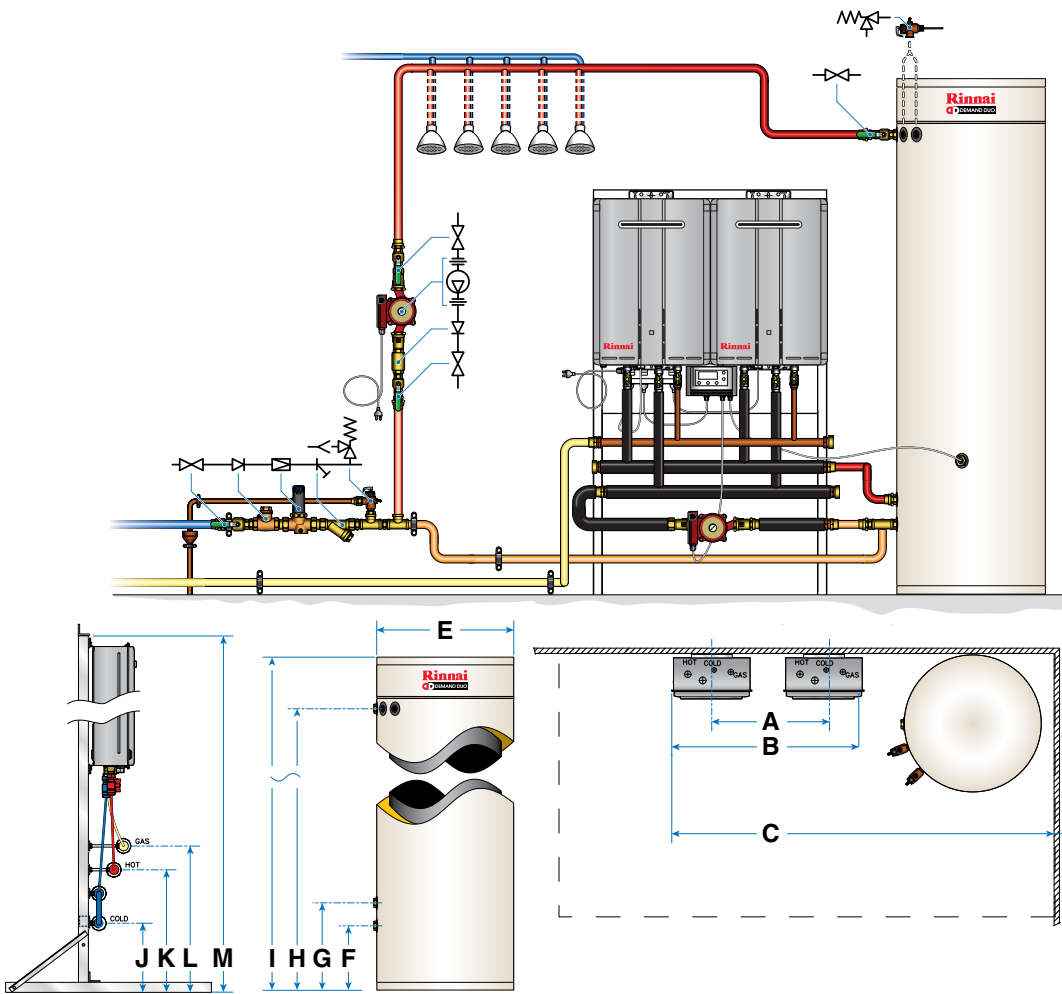 Rinnai
DEMAND DUO
Rinnai
Rinnai
E
Rinnai
DEMAND DUO
HOT COLD
GAS
HOT COLD
GAS
A
B
C
GAS
HOT
COLD
J K L M
I H G F